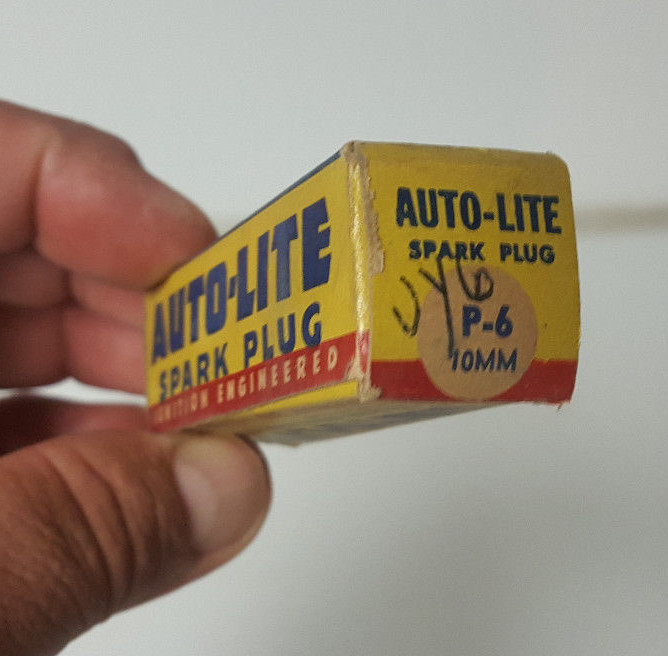 AUTO-LITE
SPARK PLUG
IGNITION ENGINEERED
AUTO-LITE
SPARK PLUG
P-6
10MM